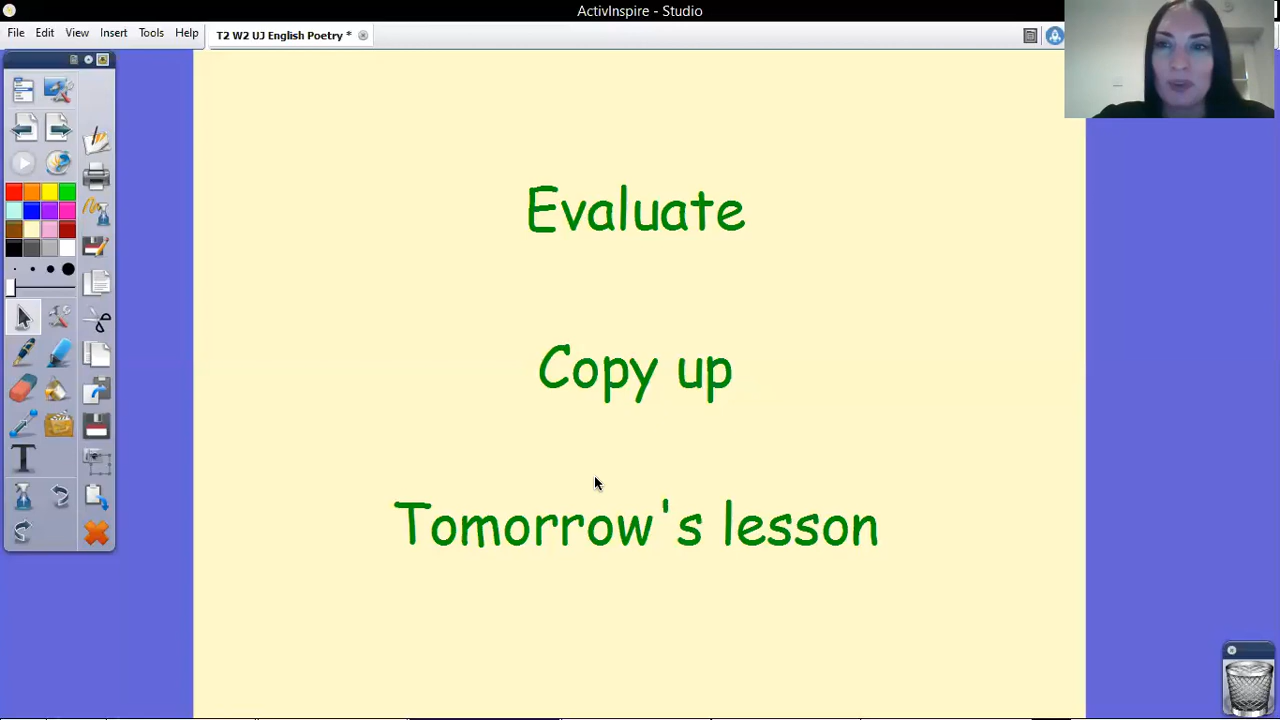 ActivInspire - Studio
File Edit View Insert Tools Help
T2 W2 UJ English Poetry *
Evaluate
Copy up
Tomorrow's lesson